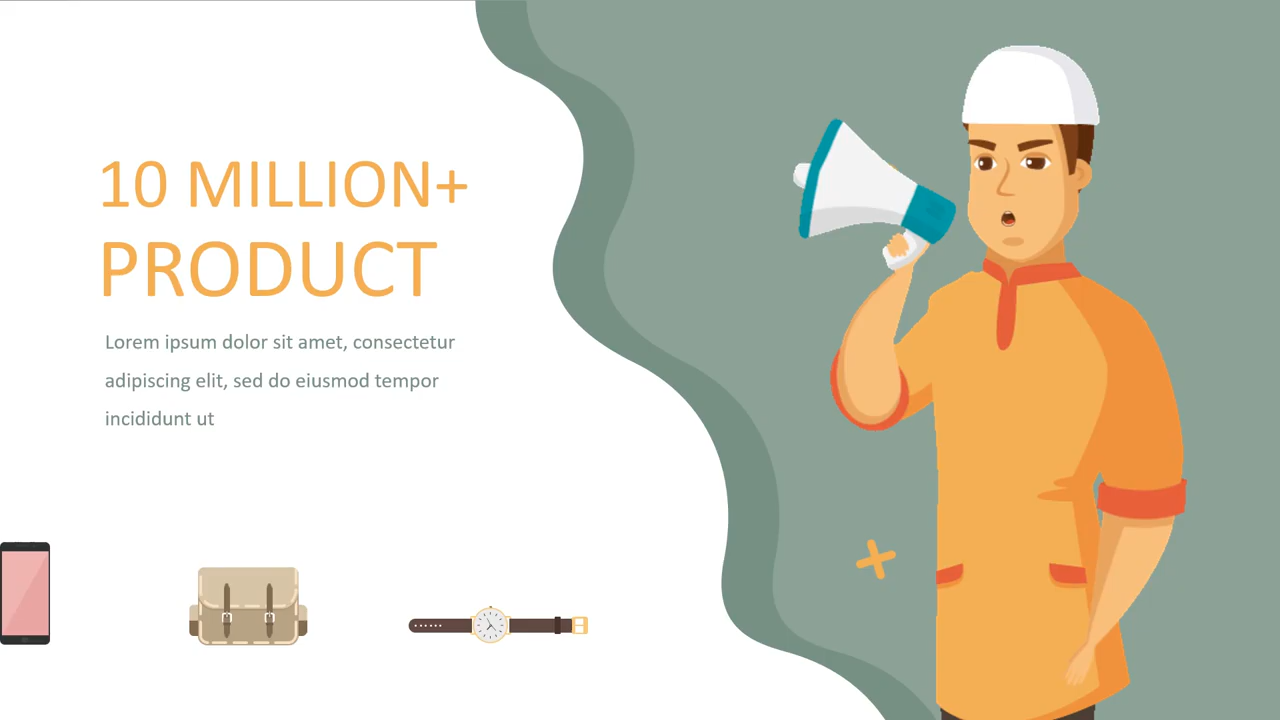 10 MILLION+
PRODUCT
Lorem ipsum dolor sit amet, consectetur
adipiscing elit, sed do eiusmod tempor
incididunt ut